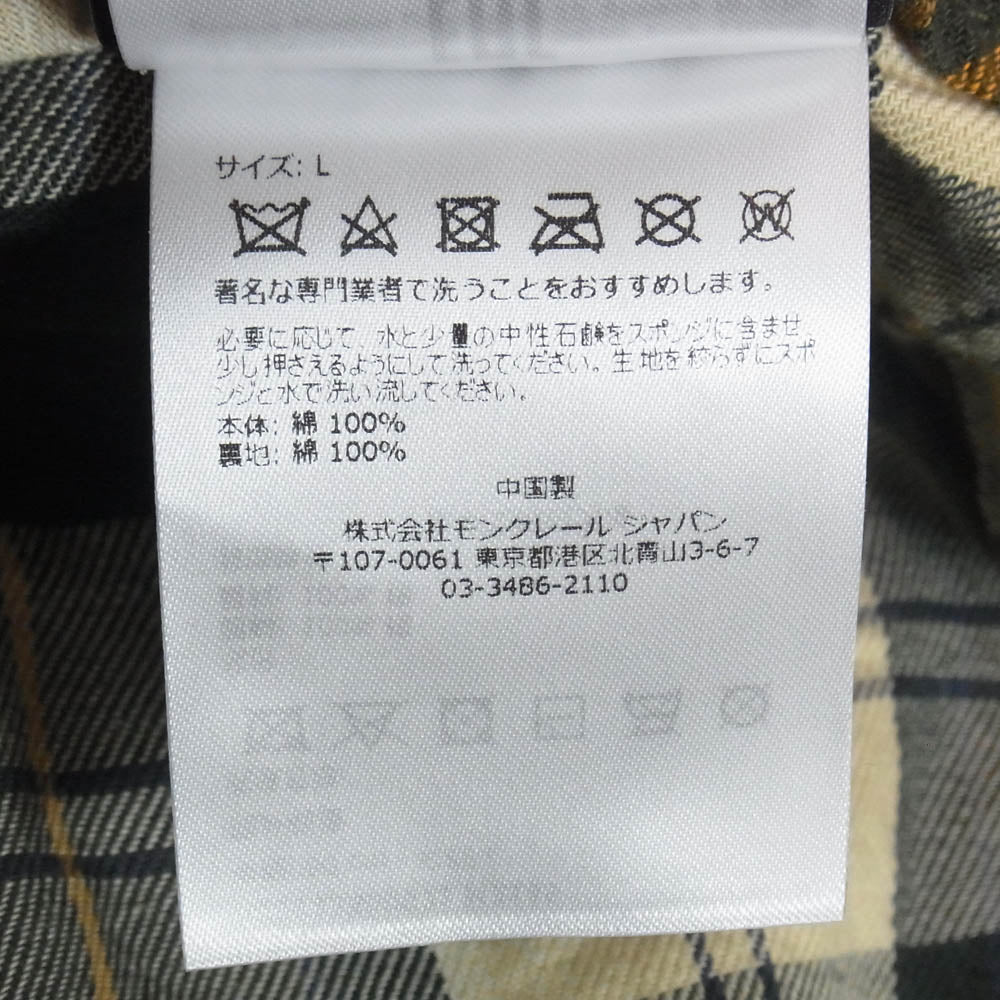 サイズ: L
著名な専門業者で洗うことをおすすめします。
必要に応じて、水と少量の中性石鹸をスポンジに含ませ、
少し押さえるようにして洗ってください。生地を絞らずにスポ
ンジと水で洗い流してください。
本体: 綿 100%
裏地: 綿 100%
中国製
株式会社モンクレール ジャパン
〒107-0061 東京都港区北青山3-6-7
03-3486-2110